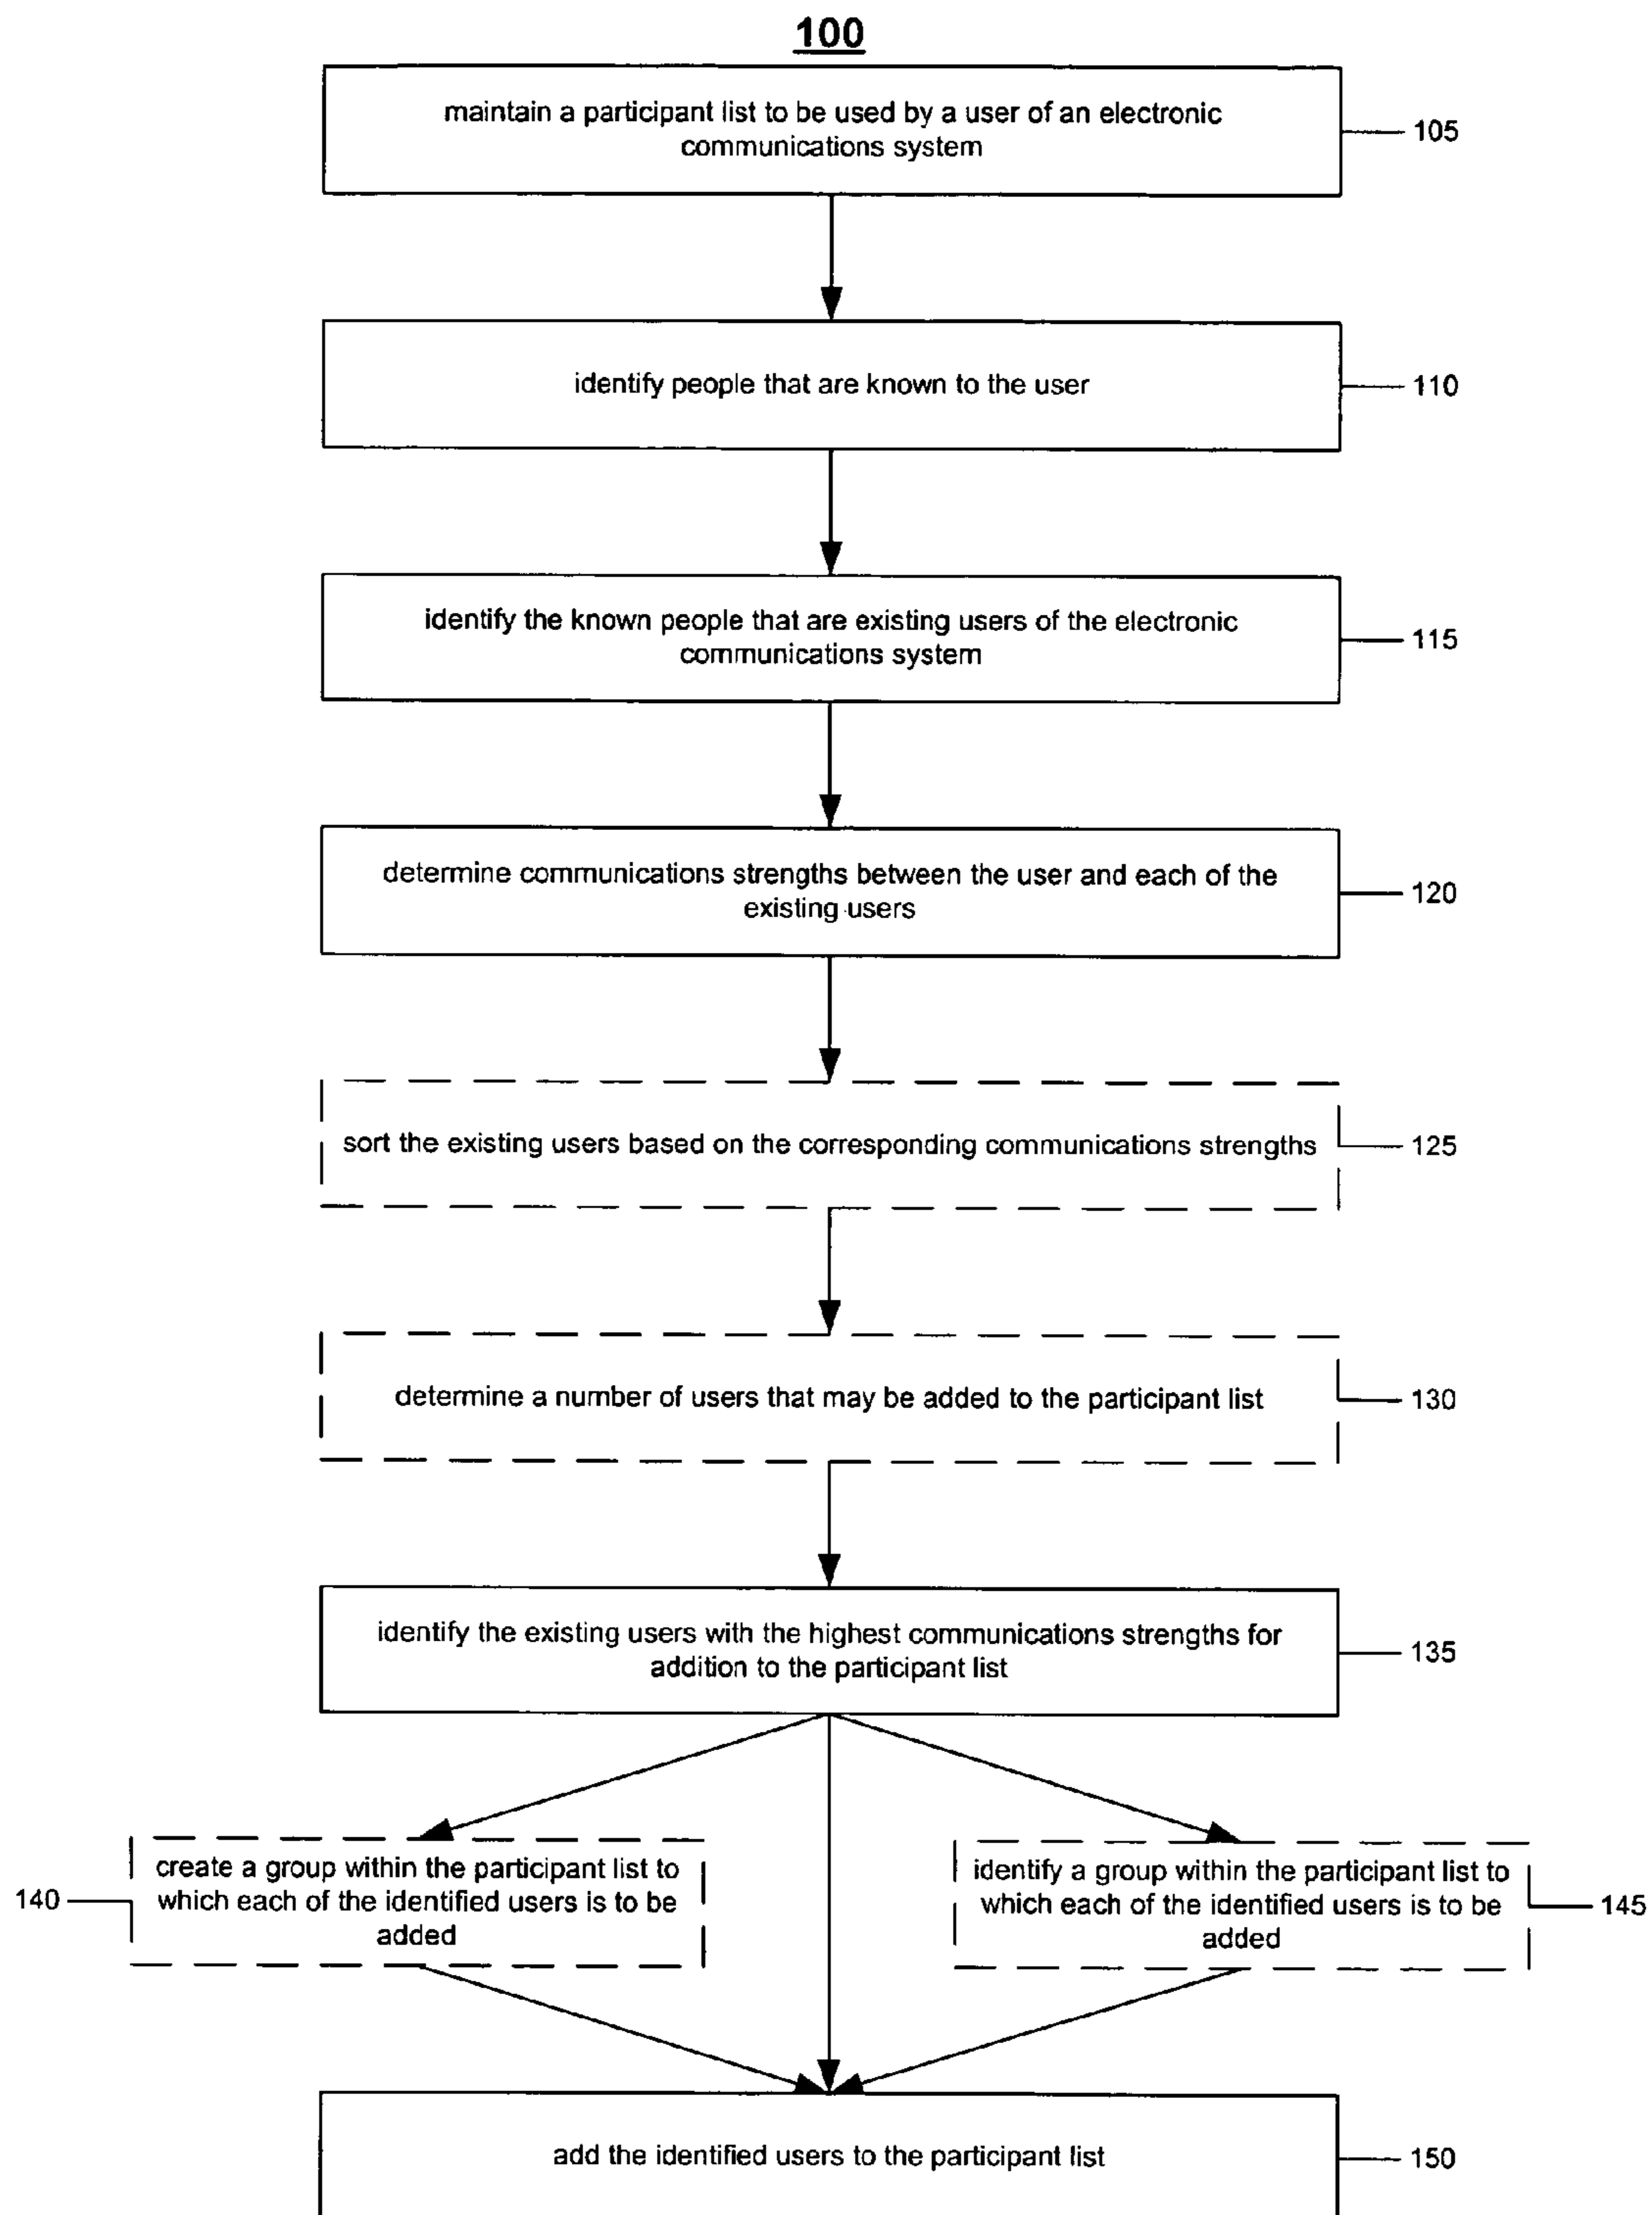 100
maintain a participant list to be used by a user of an electronic
communications system
105
identify people that are known to the user
110
identify the known people that are existing users of the electronic
communications system
115
determine communications strengths between the user and each of the
existing users
120
sort the existing users based on the corresponding communications strengths
125
determine a number of users that may be added to the participant list
130
identify the existing users with the highest communications strengths for
addition to the participant list
135
140
create a group within the participant list to
which each of the identified users is to be
added
identify a group within the participant list to
which each of the identified users is to be
added
145
add the identified users to the participant list
150